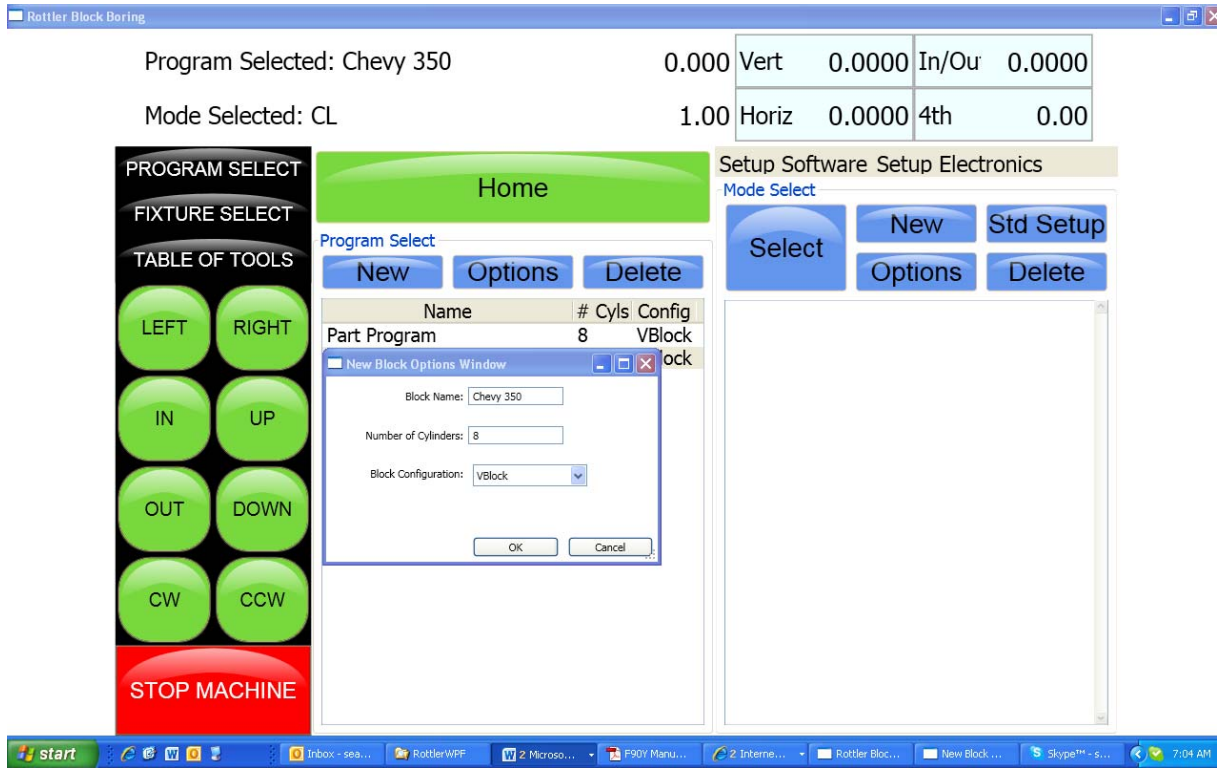 Rottler Block Boring
Program Selected: Chevy 350 0.000 Vert 0.0000 In/Ou 0.0000
Mode Selected: CL 1.00 Horiz 0.0000 4th 0.00
PROGRAM SELECT
FIXTURE SELECT
TABLE OF TOOLS
LEFT RIGHT
IN UP
OUT DOWN
CW CCW
STOP MACHINE
Home
Program Select
New Options Delete
Name # Cyls Config
Part Program 8 VBlock
ock
New Block Options Window
Block Name: Chevy 350
Number of Cylinders: 8
Block Configuration: VBlock
OK Cancel
Setup Software Setup Electronics
Mode Select
Select New Std Setup
Options Delete
start Inbox - sea... RottlerWPF 2 Microso... F90Y Manu... 2 Interne... Rottler Bloc... New Block ... Skype™ - s... 7:04 AM